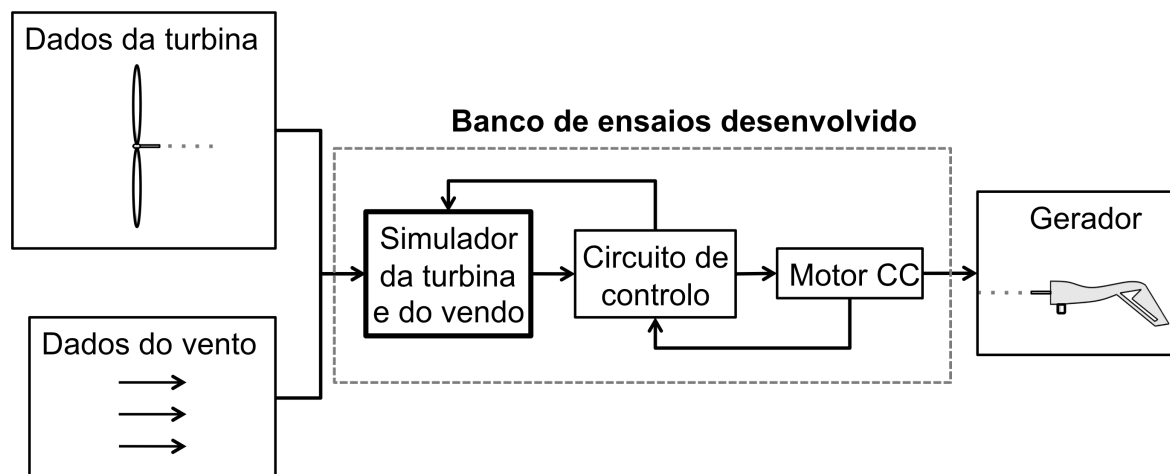 Dados da turbina
Banco de ensaios desenvolvido
Simulador
da turbina
e do vendo
Circuito de
controlo
Motor CC
Gerador
Dados do vento